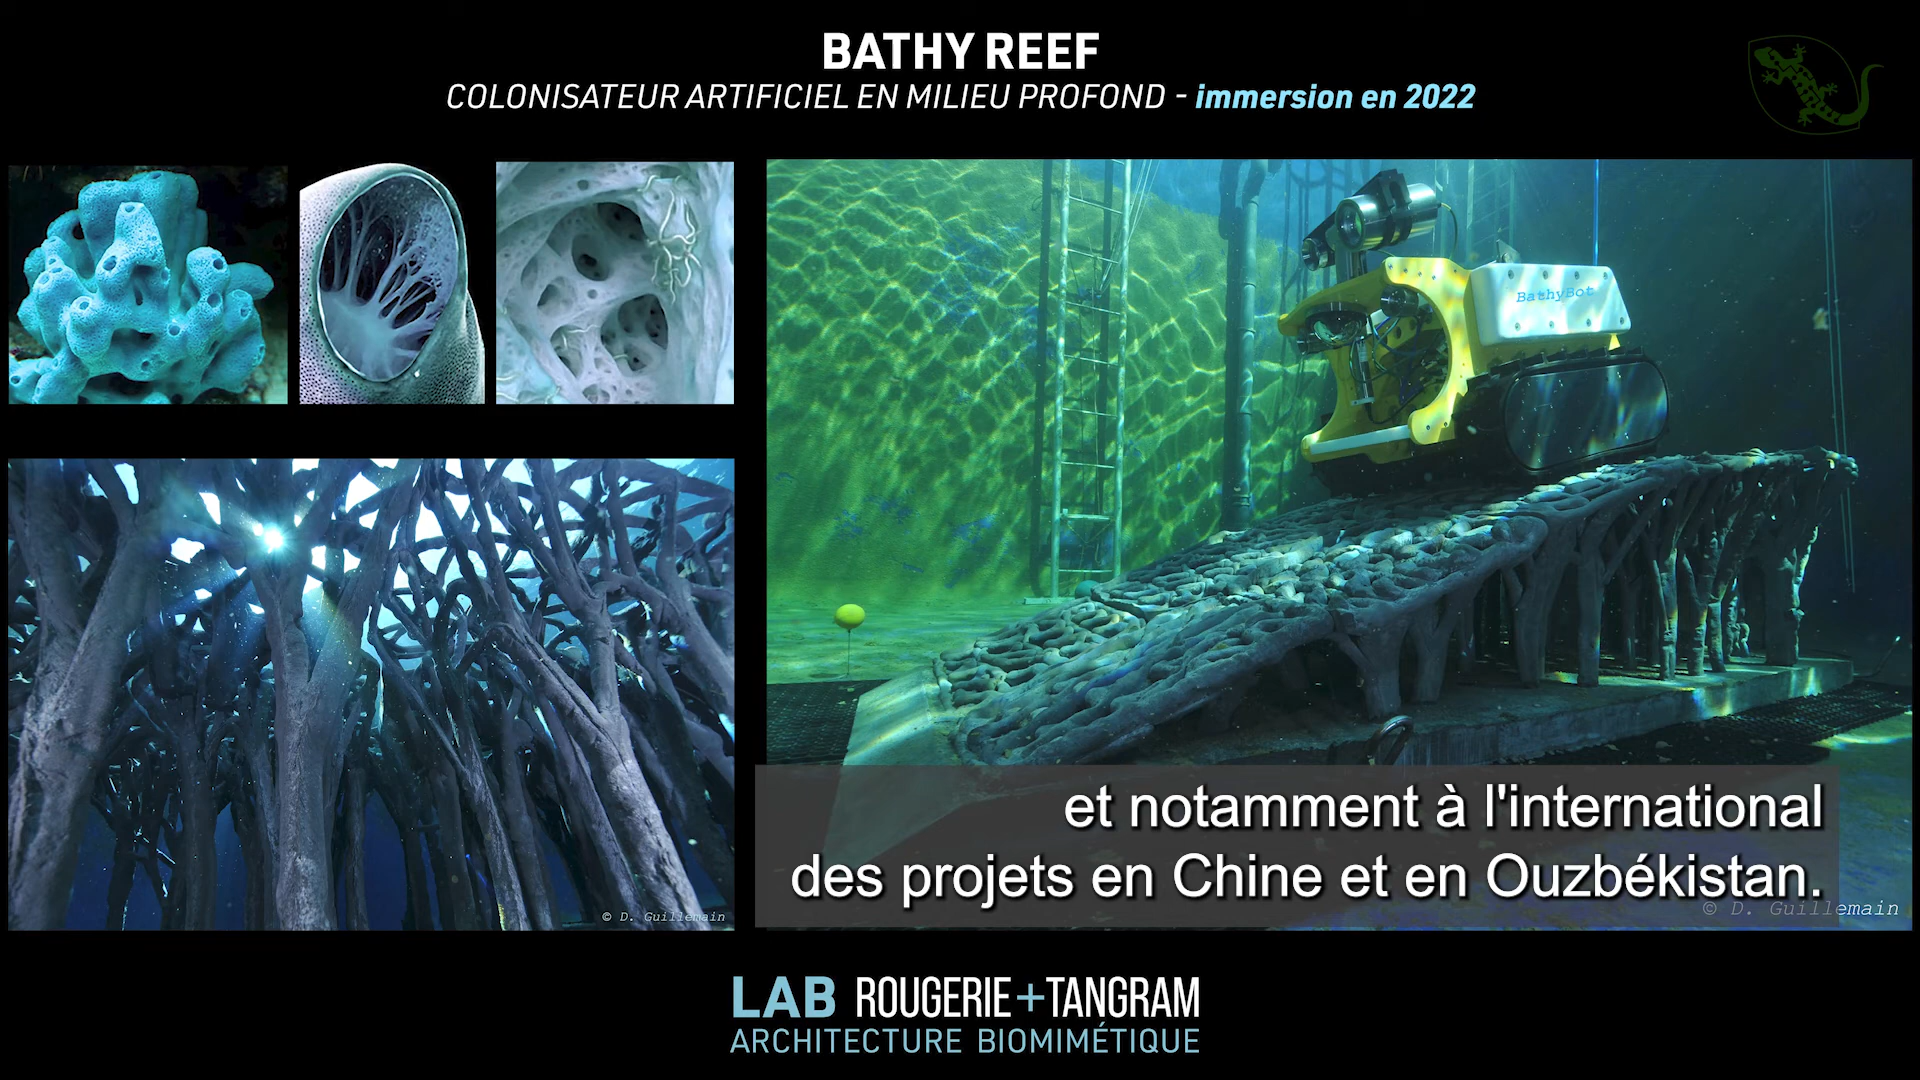 BATHY REEF
COLONISATEUR ARTIFICIEL EN MILIEU PROFOND - immersion en 2022
BathyBot
© D. Guillemain
et notamment à l'international
des projets en Chine et en Ouzbékistan.
© D. Guillemain
LAB ROUGERIE+TANGRAM
ARCHITECTURE BIOMIMÉTIQUE